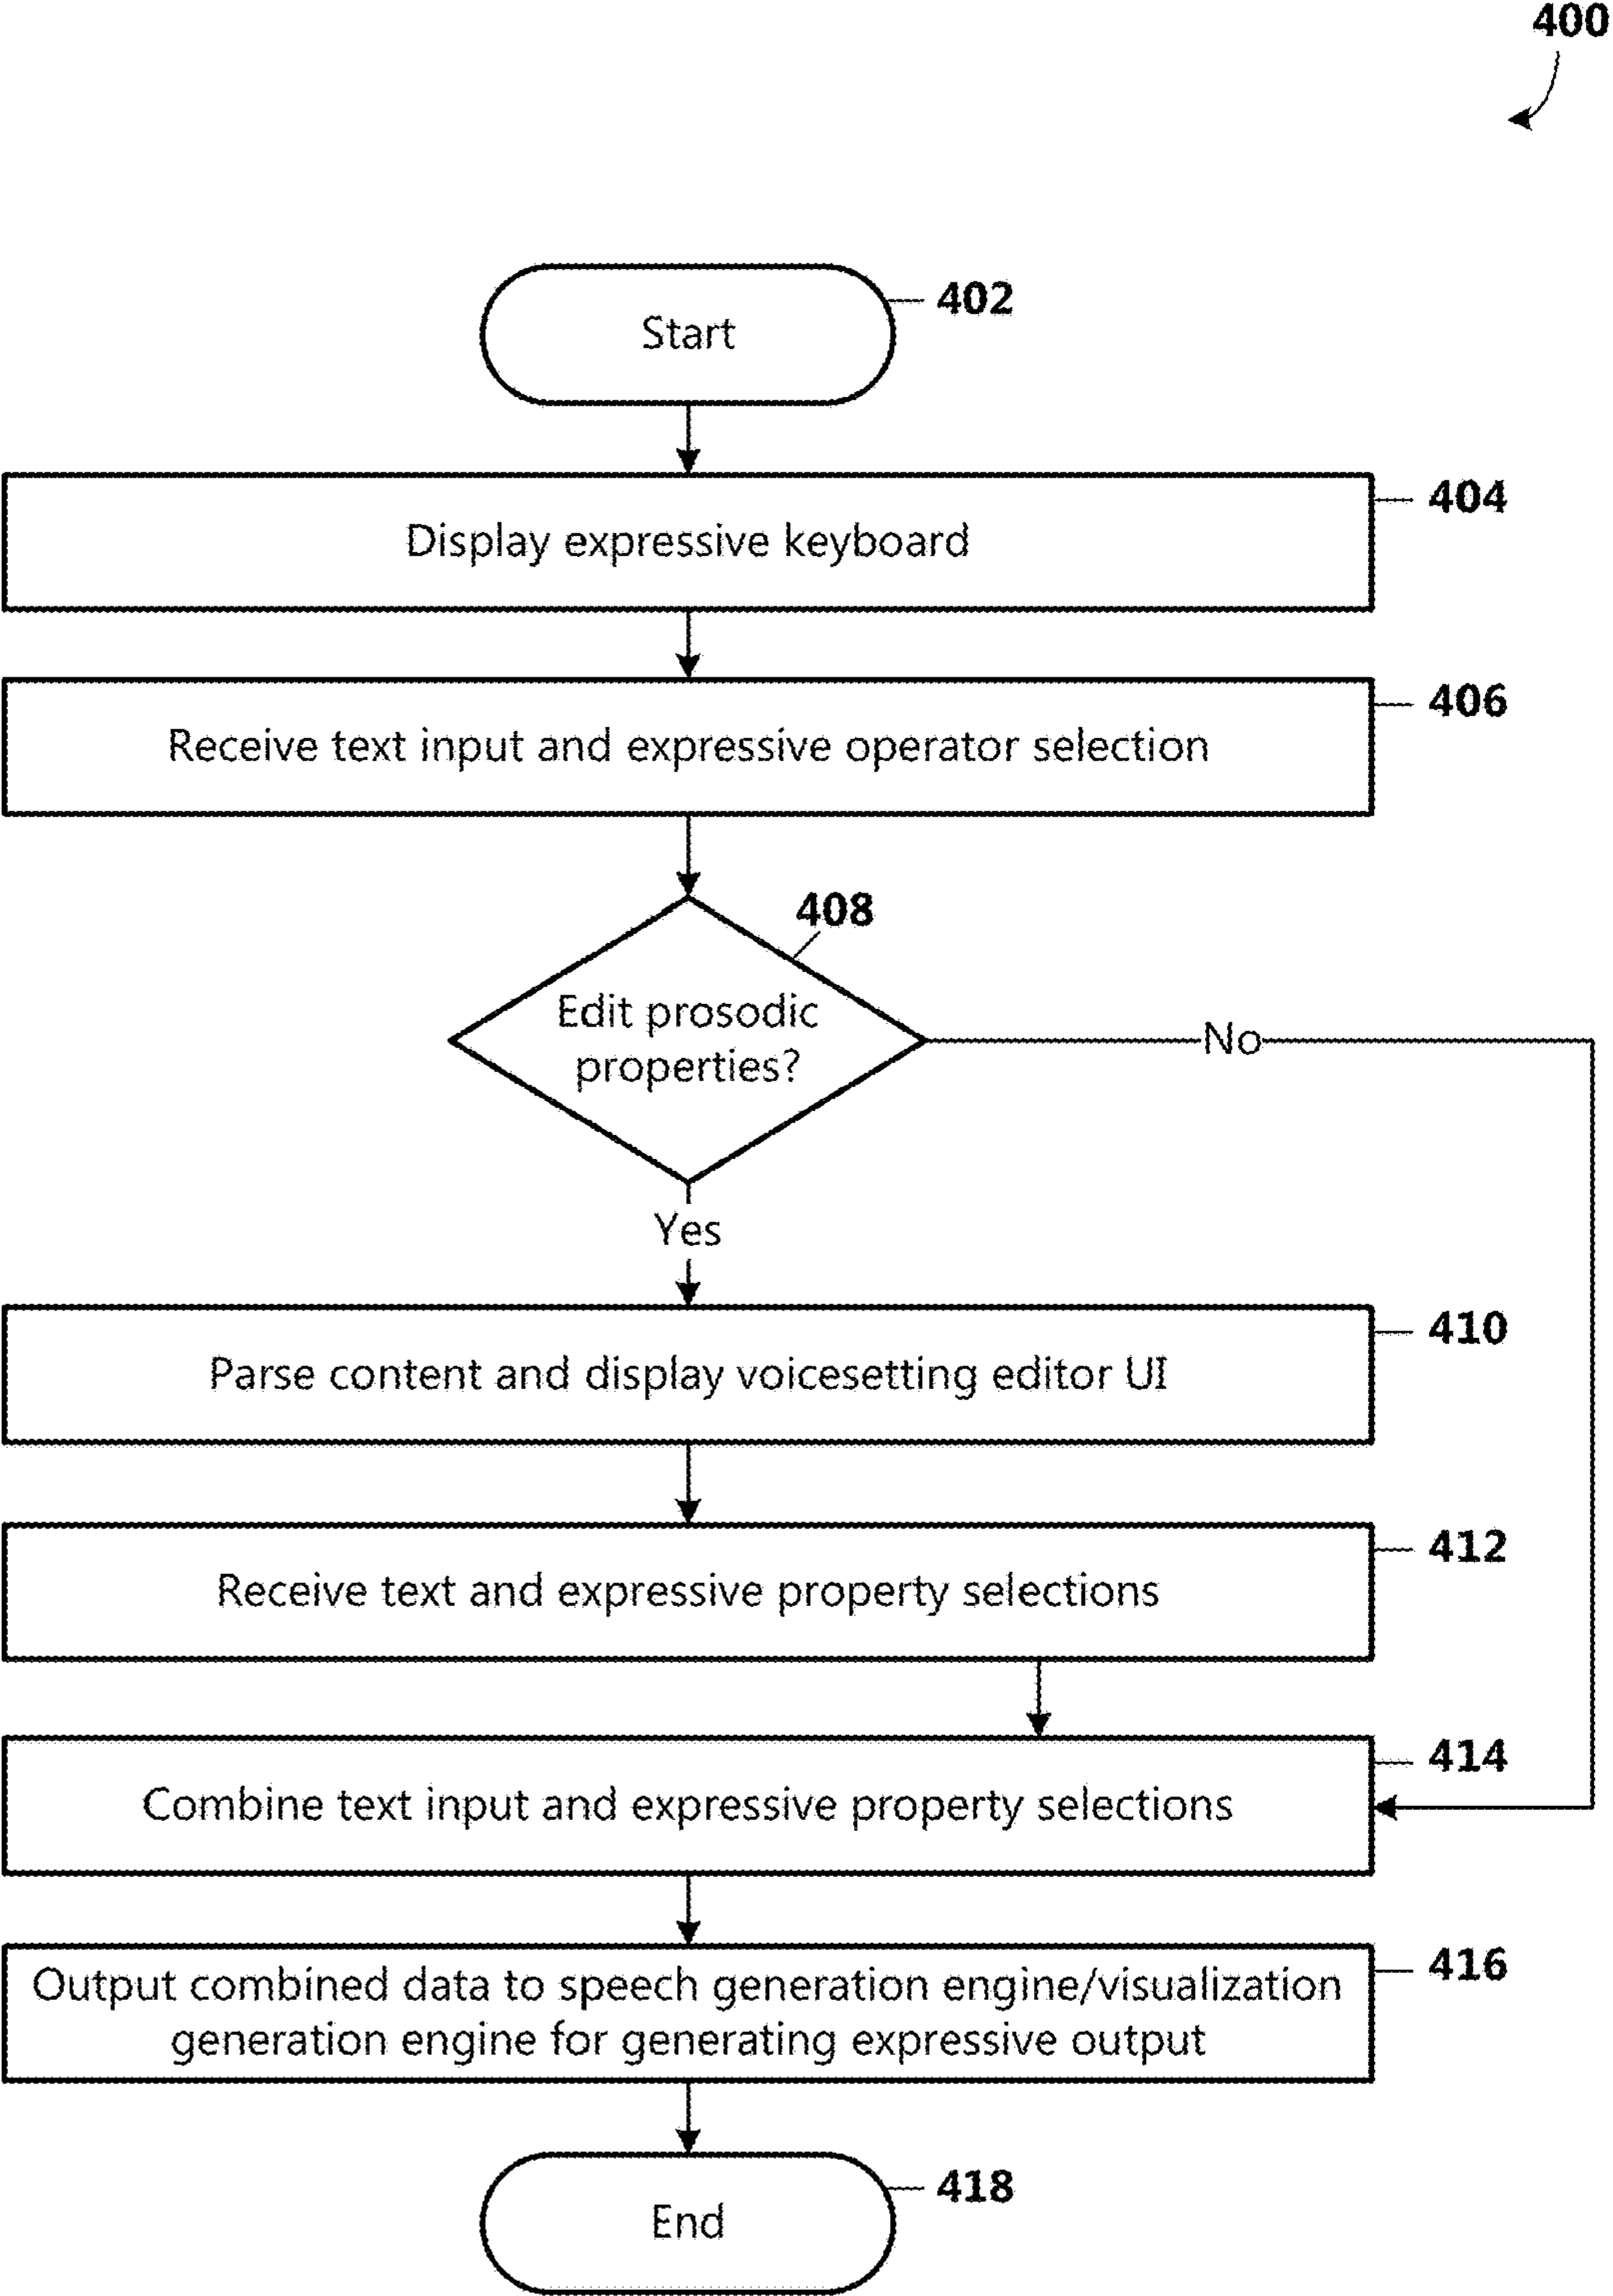 400
Start
402
Display expressive keyboard
404
Receive text input and expressive operator selection
406
408
Edit prosodic
properties?
No
Yes
Parse content and display voicesetting editor UI
410
Receive text and expressive property selections
412
Combine text input and expressive property selections
414
Output combined data to speech generation engine/visualization
generation engine for generating expressive output
416
End
418